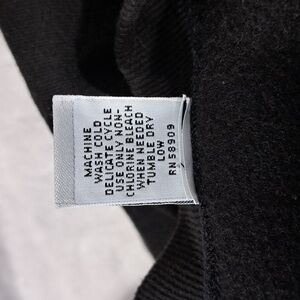 MACHINE
WASH COLD
DELICATE CYCLE
USE ONLY NON-
CHLORINE BLEACH
WHEN NEEDED
TUMBLE DRY
LOW
RN 58909